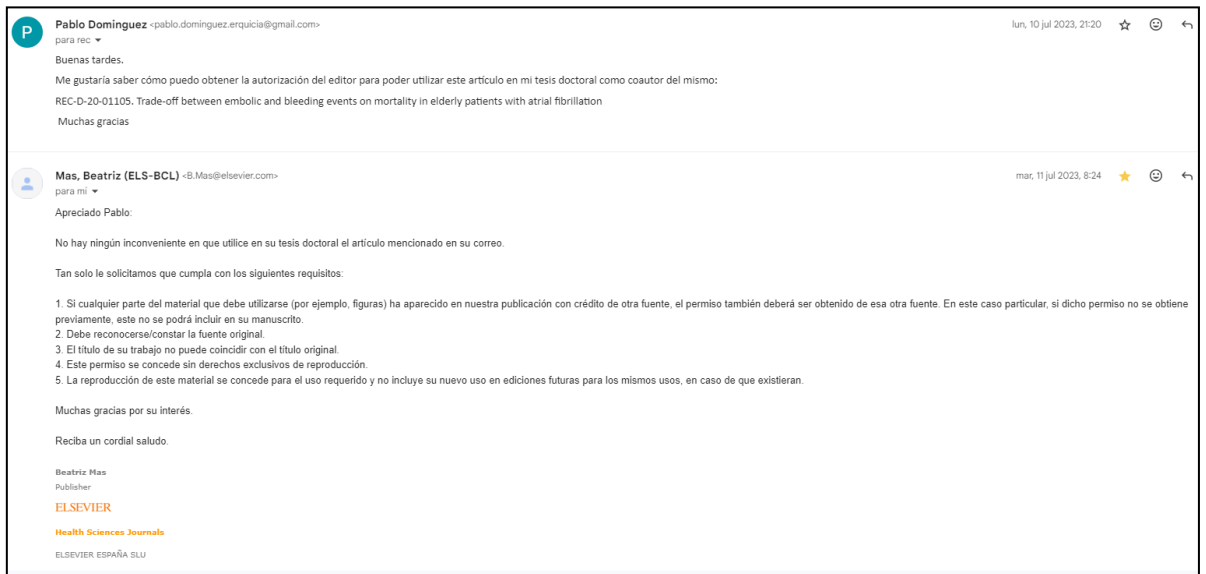 P
Pablo Dominguez <pablo.dominguez.erquicia@gmail.com>
lun, 10 jul 2023, 21:20
para rec
Buenas tardes.
Me gustaría saber cómo puedo obtener la autorización del editor para poder utilizar este artículo en mi tesis doctoral como coautor del mismo:
REC-D-20-01105. Trade-off between embolic and bleeding events on mortality in elderly patients with atrial fibrillation
Muchas gracias
Mas, Beatriz (ELS-BCL) <B.Mas@elsevier.com>
mar, 11 jul 2023, 8:24
para mí
Apreciado Pablo:
No hay ningún inconveniente en que utilice en su tesis doctoral el artículo mencionado en su correo.
Tan solo le solicitamos que cumpla con los siguientes requisitos:
1. Si cualquier parte del material que debe utilizarse (por ejemplo, figuras) ha aparecido en nuestra publicación con crédito de otra fuente, el permiso también deberá ser obtenido de esa otra fuente. En este caso particular, si dicho permiso no se obtiene
previamente, este no se podrá incluir en su manuscrito.
2. Debe reconocerse/constar la fuente original.
3. El título de su trabajo no puede coincidir con el título original.
4. Este permiso se concede sin derechos exclusivos de reproducción.
5. La reproducción de este material se concede para el uso requerido y no incluye su nuevo uso en ediciones futuras para los mismos usos, en caso de que existieran.
Muchas gracias por su interés.
Reciba un cordial saludo.
Beatriz Mas
Publisher
ELSEVIER
Health Sciences Journals
ELSEVIER ESPAÑA SLU